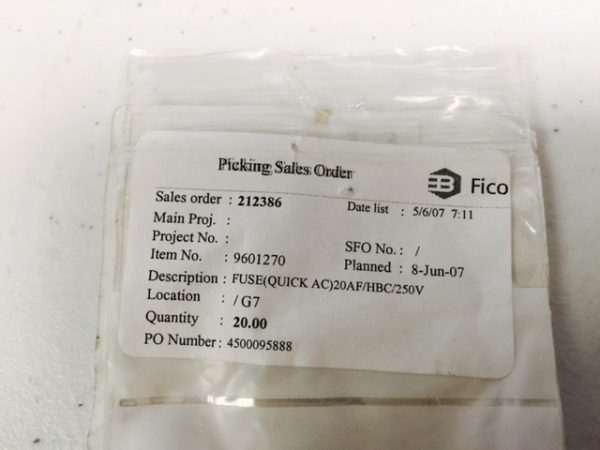 Picking Sales Order
Fico
Sales order : 212386
Date list : 5/6/07 7:11
Main Proj. :
Project No. :
SFO No. : /
Item No. : 9601270
Planned : 8-Jun-07
Description : FUSE(QUICK AC)20AF/HBC/250V
Location : / G7
Quantity : 20.00
PO Number : 4500095888